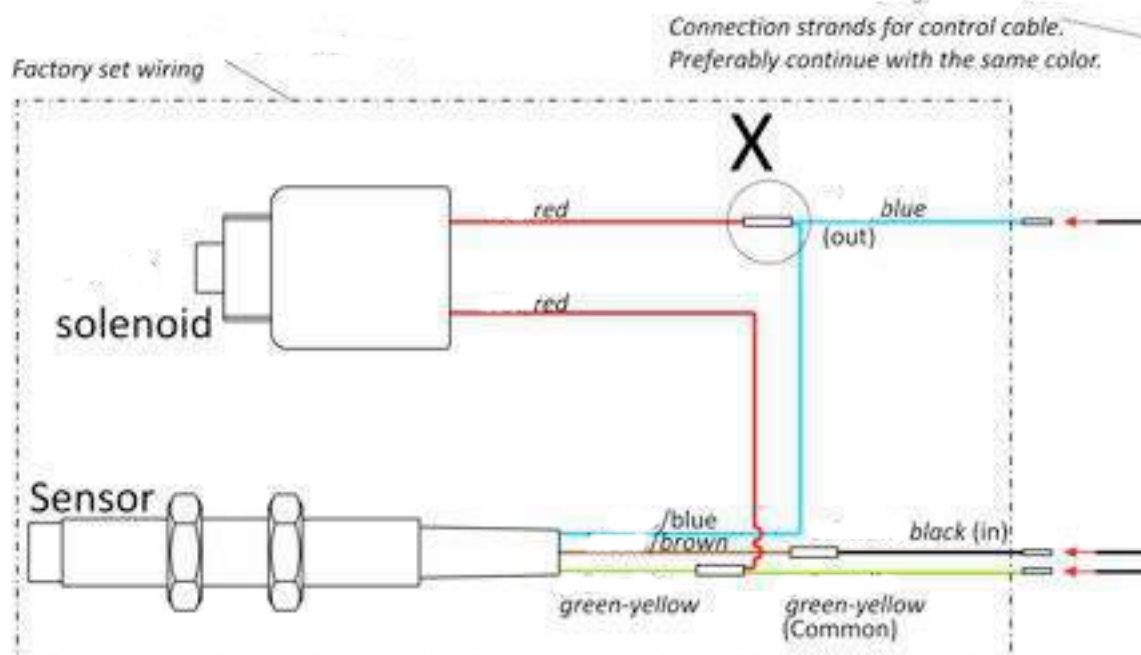 Connection strands for control cable.
Preferably continue with the same color.
Factory set wiring
X
red
blue
(out)
solenoid
red
Sensor
/blue
/brown
black (in)
green-yellow
green-yellow
(Common)